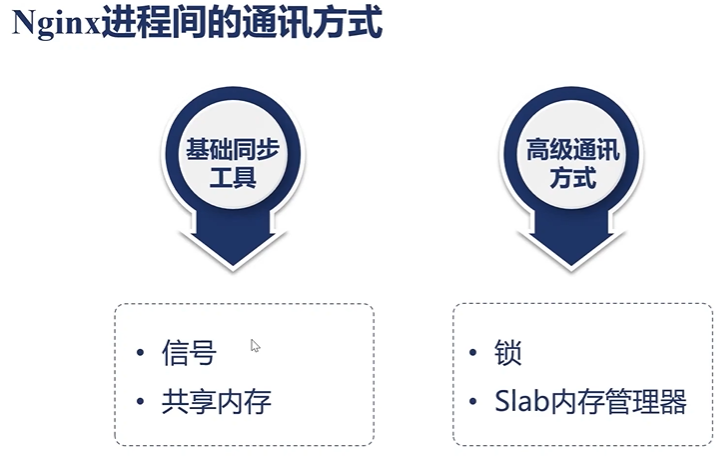 Nginx进程间的通讯方式
基础同步
工具
高级通讯
方式
• 信号
• 共享内存
• 锁
• Slab内存管理器